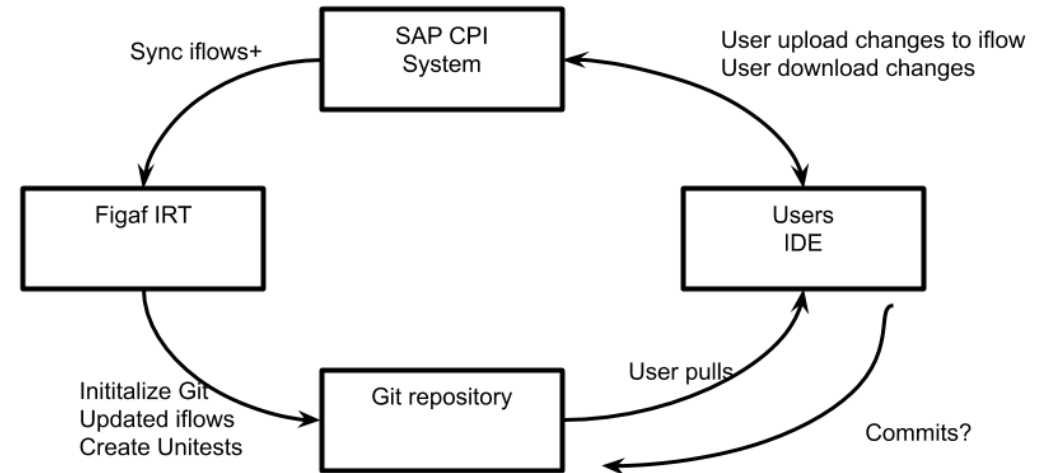 SAP CPI
System
Sync iflows+
User upload changes to iflow
User download changes
Figaf IRT
Users
IDE
Inititalize Git
Updated iflows
Create Unitests
Git repository
User pulls
Commits?